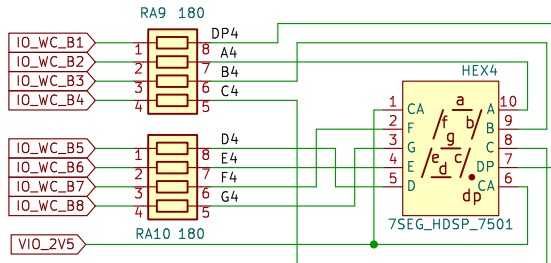 RA9 180
IO_WC_B1 1 8 DP4
IO_WC_B2 2 7 A4
IO_WC_B3 3 6 B4
IO_WC_B4 4 5 C4
IO_WC_B5 1 8 D4
IO_WC_B6 2 7 E4
IO_WC_B7 3 6 F4
IO_WC_B8 4 5 G4
RA10 180
VIO_2V5
HEX4
1 CA a A 10
2 F f b B 9
3 G g C 8
4 E e c DP 7
5 D d CA 6
dp
7SEG_HDSP_7501